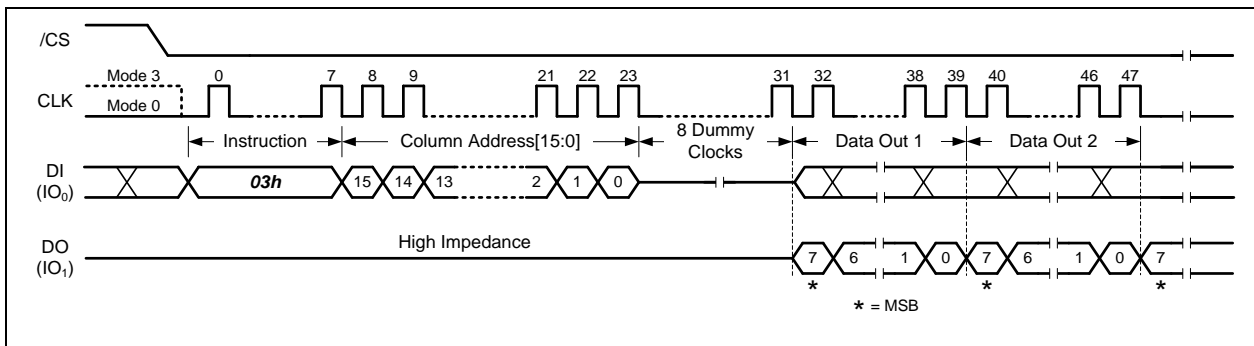 /CS
Mode 3 0 7 8 9 21 22 23 31 32 38 39 40 46 47
CLK
Mode 0
Instruction Column Address[15:0] 8 Dummy Clocks Data Out 1 Data Out 2
DI
(IO0)
03h 15 14 13 2 1 0
High Impedance
DO
(IO1)
7 6 1 0 7 6 1 0 7
* * *
* = MSB